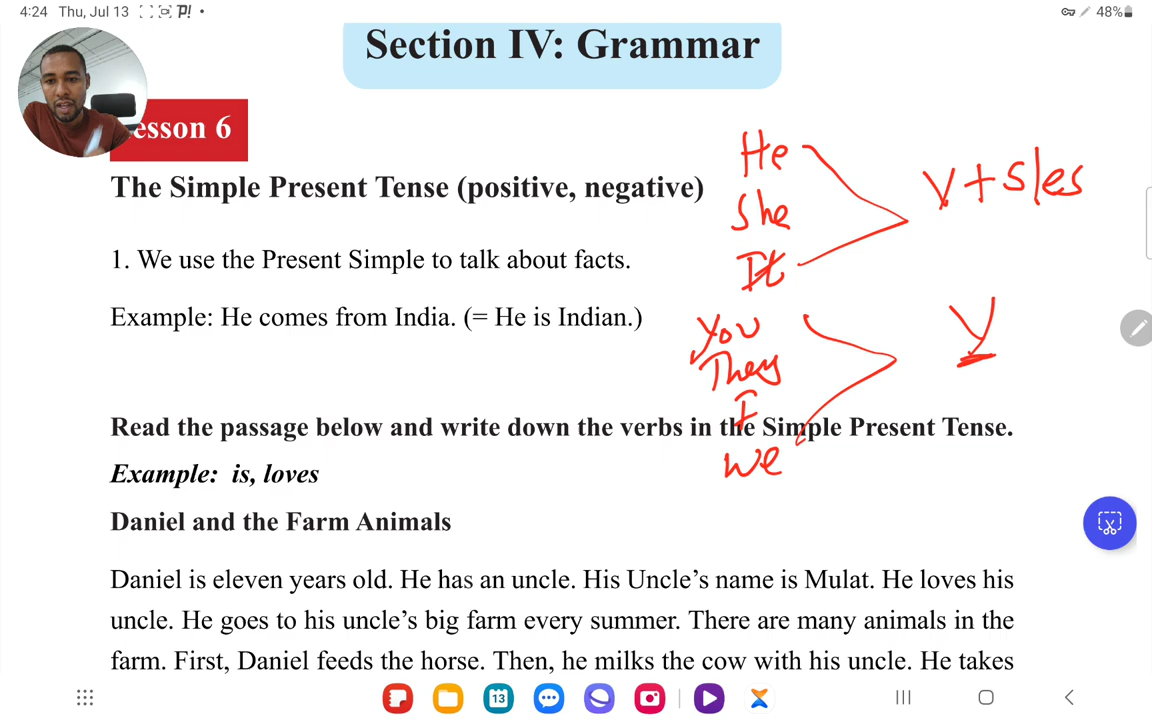 4:24 Thu, Jul 13
48%
Section IV: Grammar
esson 6
The Simple Present Tense (positive, negative)
1. We use the Present Simple to talk about facts.
Example: He comes from India. (= He is Indian.)
He
She
It
V + s/es
You
They
I
We
V
Read the passage below and write down the verbs in the Simple Present Tense.
Example: is, loves
Daniel and the Farm Animals
Daniel is eleven years old. He has an uncle. His Uncle’s name is Mulat. He loves his
uncle. He goes to his uncle’s big farm every summer. There are many animals in the
farm. First, Daniel feeds the horse. Then, he milks the cow with his uncle. He takes
13